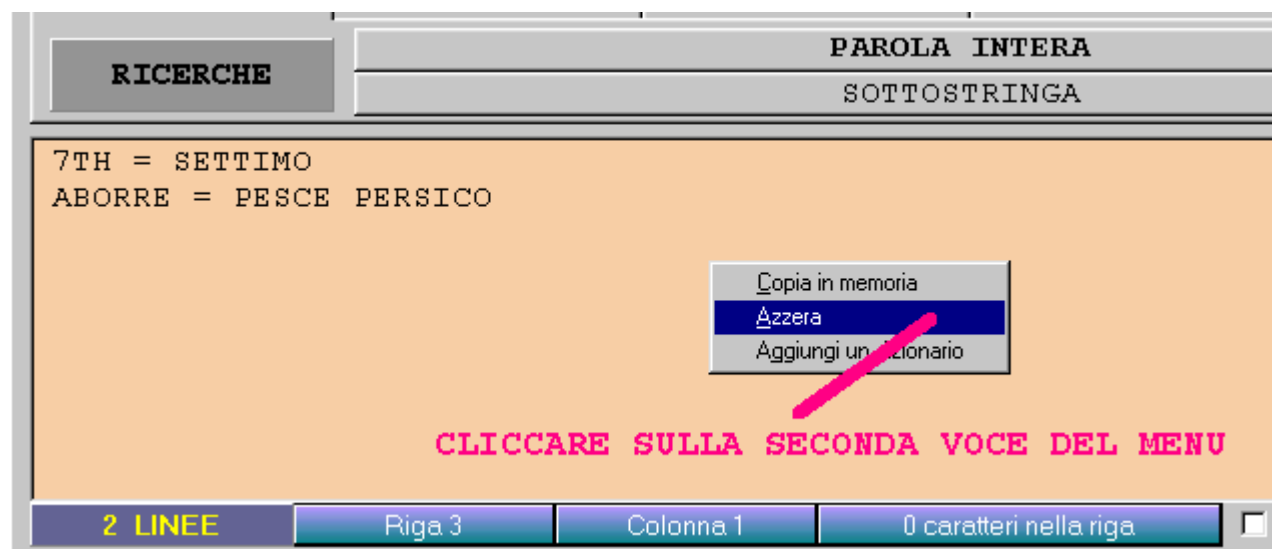 RICERCHE
PAROLA INTERA
SOTTOSTRINGA
7TH = SETTIMO
ABORRE = PESCE PERSICO
Copia in memoria
Azzera
Aggiungi un dizionario
CLICCARE SULLA SECONDA VOCE DEL MENU
2 LINEE
Riga 3
Colonna 1
0 caratteri nella riga